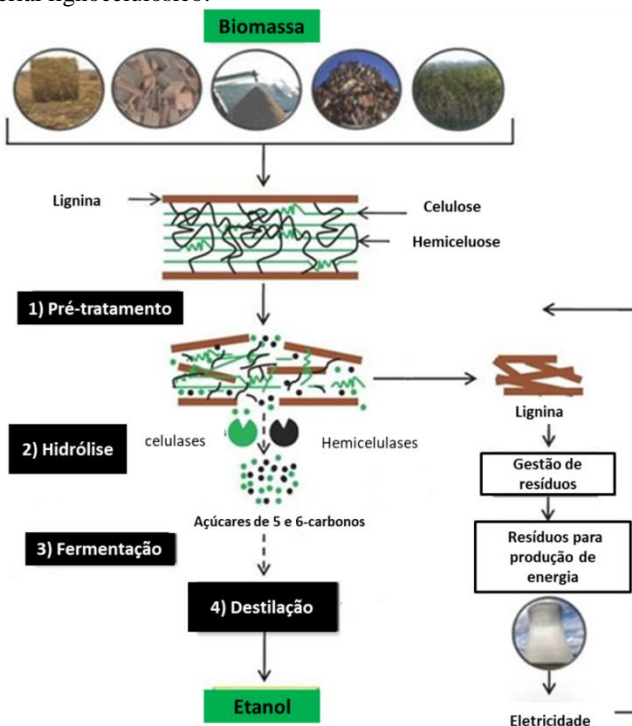 Biomassa
Lignina
Celulose
Hemiceluose
1) Pré-tratamento
Lignina
2) Hidrólise
celulases
Hemicelulases
Gestão de
resíduos
Açúcares de 5 e 6-carbonos
3) Fermentação
Resíduos para
produção de
energia
4) Destilação
Etanol
Eletricidade